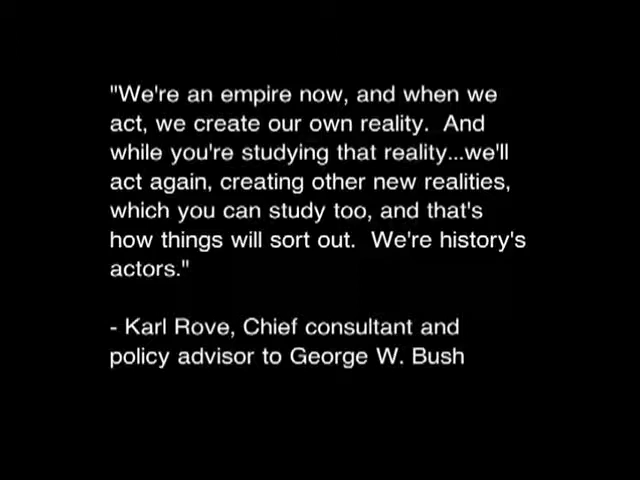 "We're an empire now, and when we
act, we create our own reality.  And
while you're studying that reality...we'll
act again, creating other new realities,
which you can study too, and that's
how things will sort out.  We're history's
actors."
- Karl Rove, Chief consultant and
policy advisor to George W. Bush